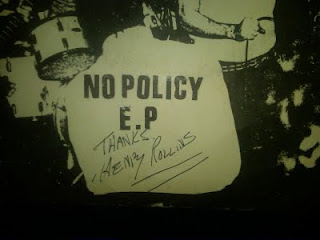 NO POLICY
E.P
THANKS
HENRY ROLLINS